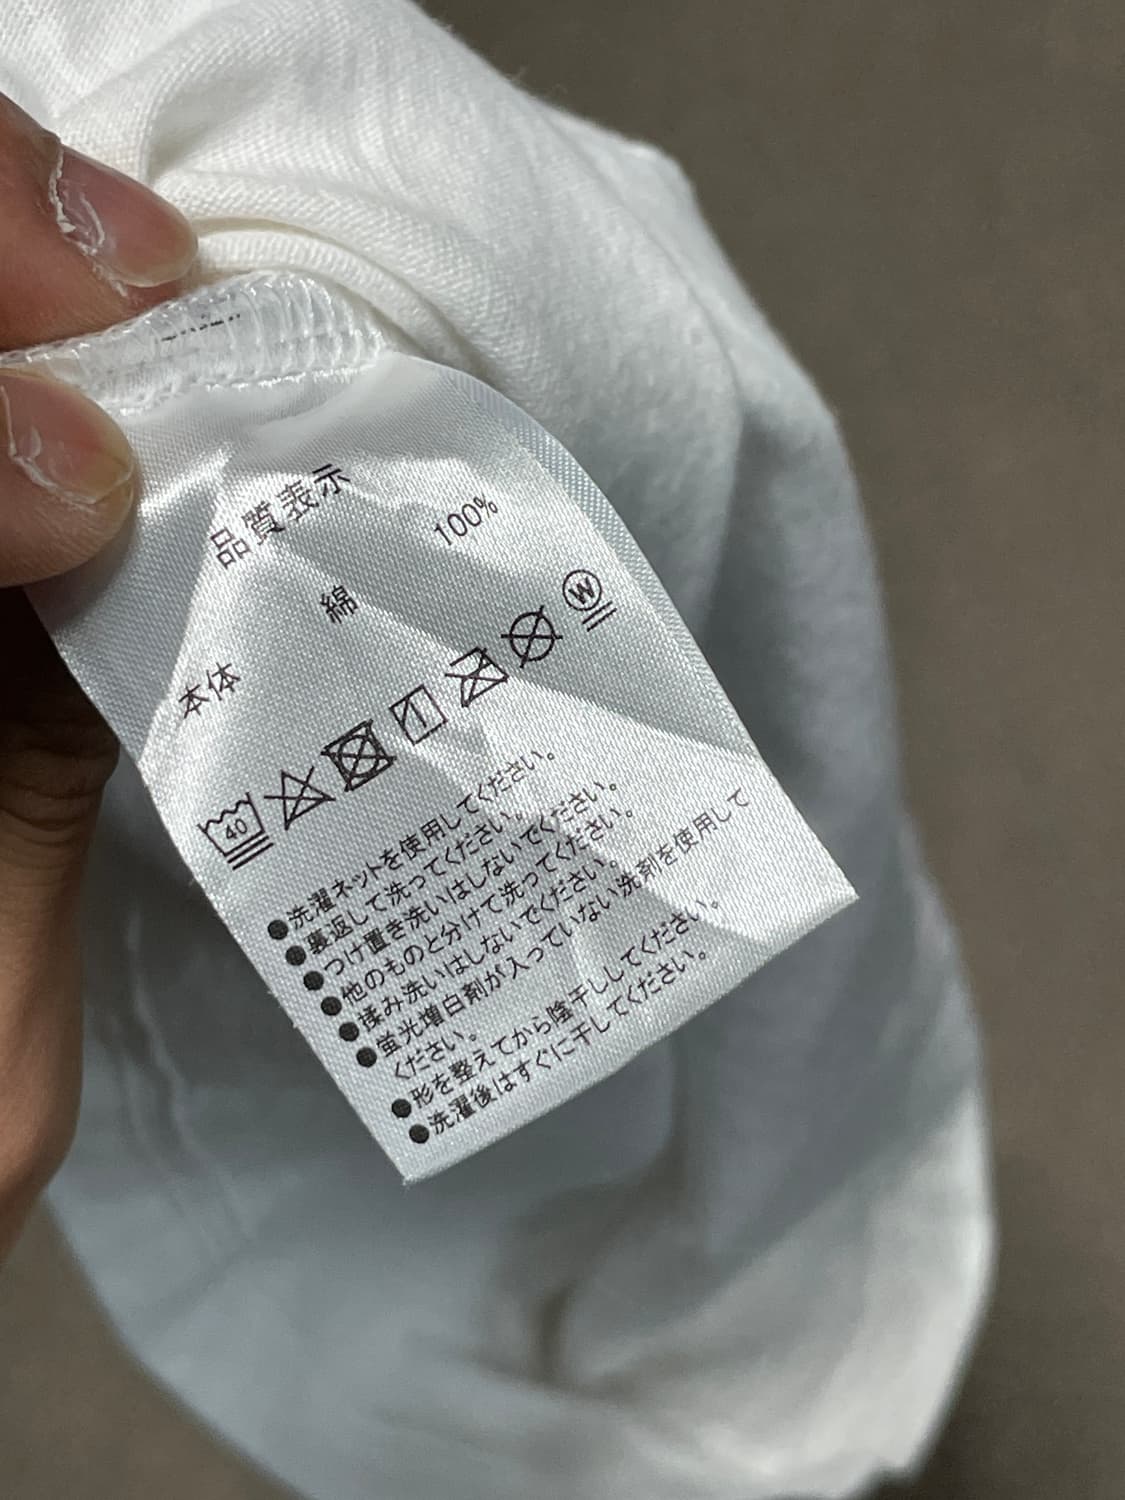 品質表示
本体 綿 100%
40 W
●洗濯ネットを使用してください。
●裏返して洗ってください。
●つけ置き洗いはしないでください。
●他のものと分けて洗ってください。
●揉み洗いはしないでください。
●蛍光増白剤が入っていない洗剤を使用して
ください。
●形を整えてから陰干ししてください。
●洗濯後はすぐに干してください。